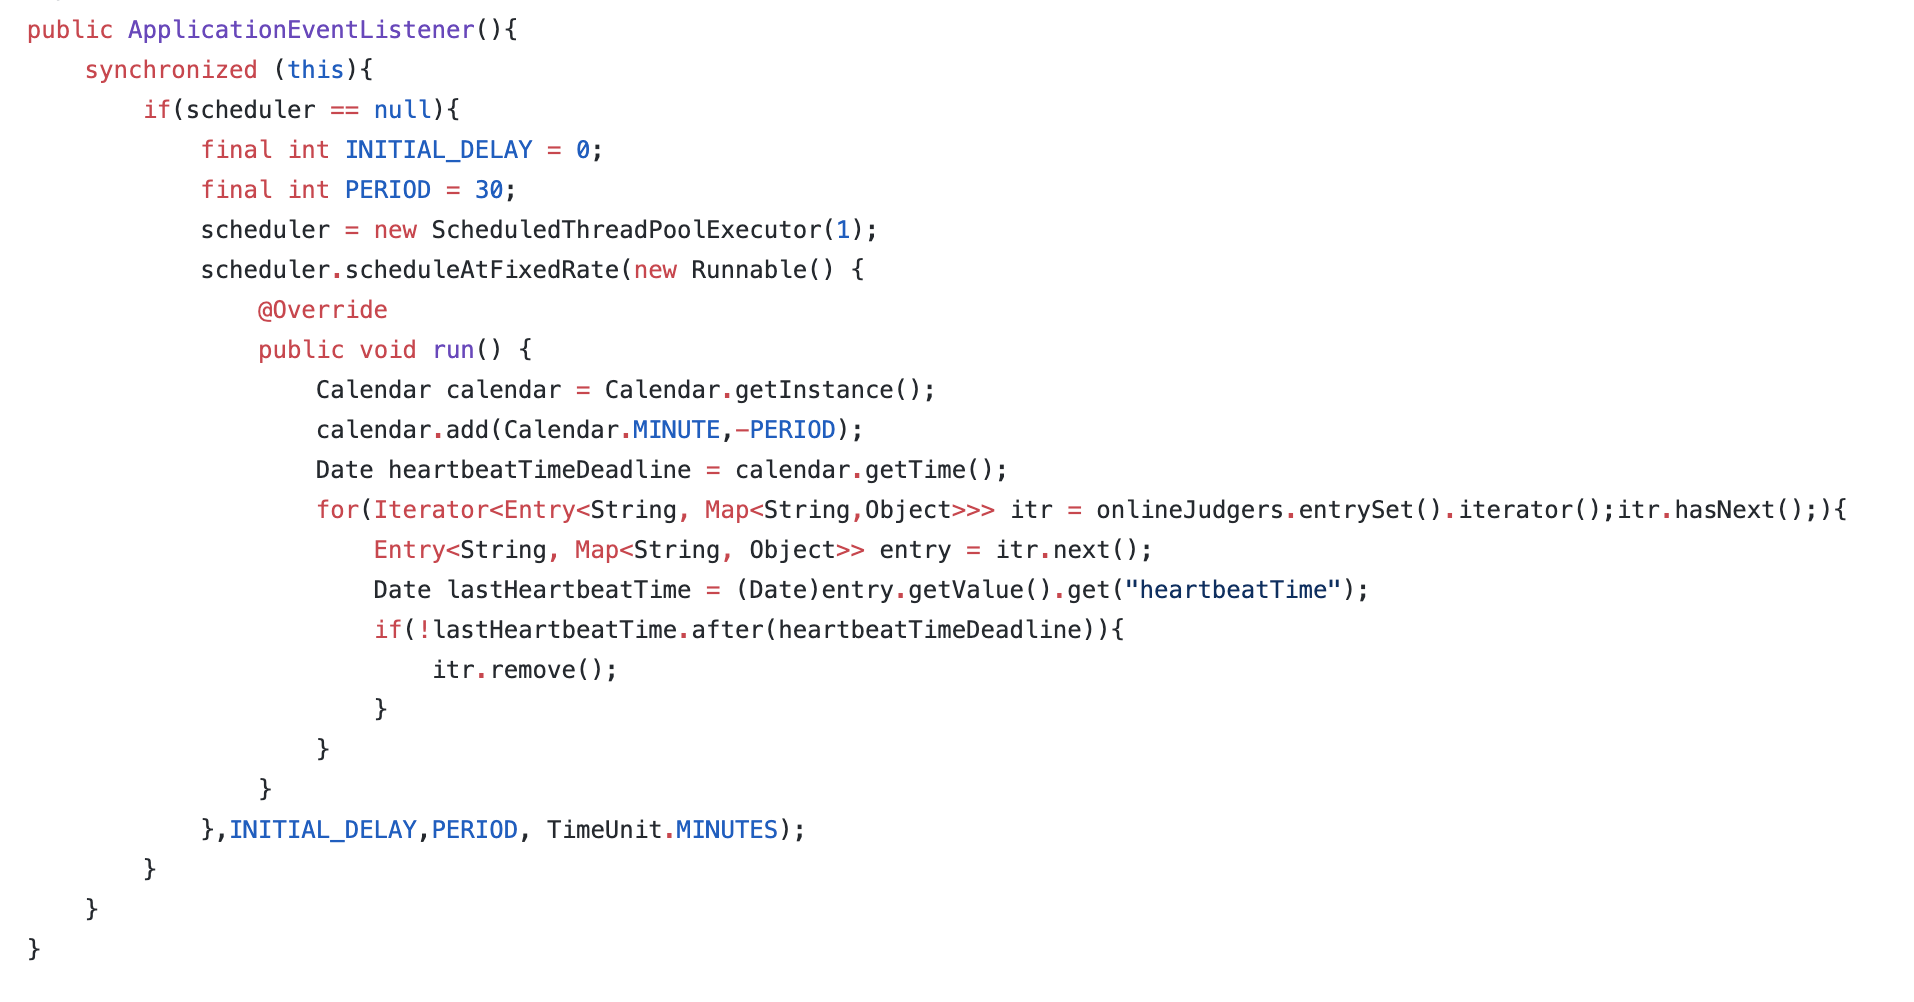 public ApplicationEventListener(){
    synchronized (this){
        if(scheduler == null){
            final int INITIAL_DELAY = 0;
            final int PERIOD = 30;
            scheduler = new ScheduledThreadPoolExecutor(1);
            scheduler.scheduleAtFixedRate(new Runnable() {
                @Override
                public void run() {
                    Calendar calendar = Calendar.getInstance();
                    calendar.add(Calendar.MINUTE,-PERIOD);
                    Date heartbeatTimeDeadline = calendar.getTime();
                    for(Iterator<Entry<String, Map<String,Object>>> itr = onlineJudgers.entrySet().iterator();itr.hasNext();){
                        Entry<String, Map<String, Object>> entry = itr.next();
                        Date lastHeartbeatTime = (Date)entry.getValue().get("heartbeatTime");
                        if(!lastHeartbeatTime.after(heartbeatTimeDeadline)){
                            itr.remove();
                        }
                    }
                }
            },INITIAL_DELAY,PERIOD, TimeUnit.MINUTES);
        }
    }
}